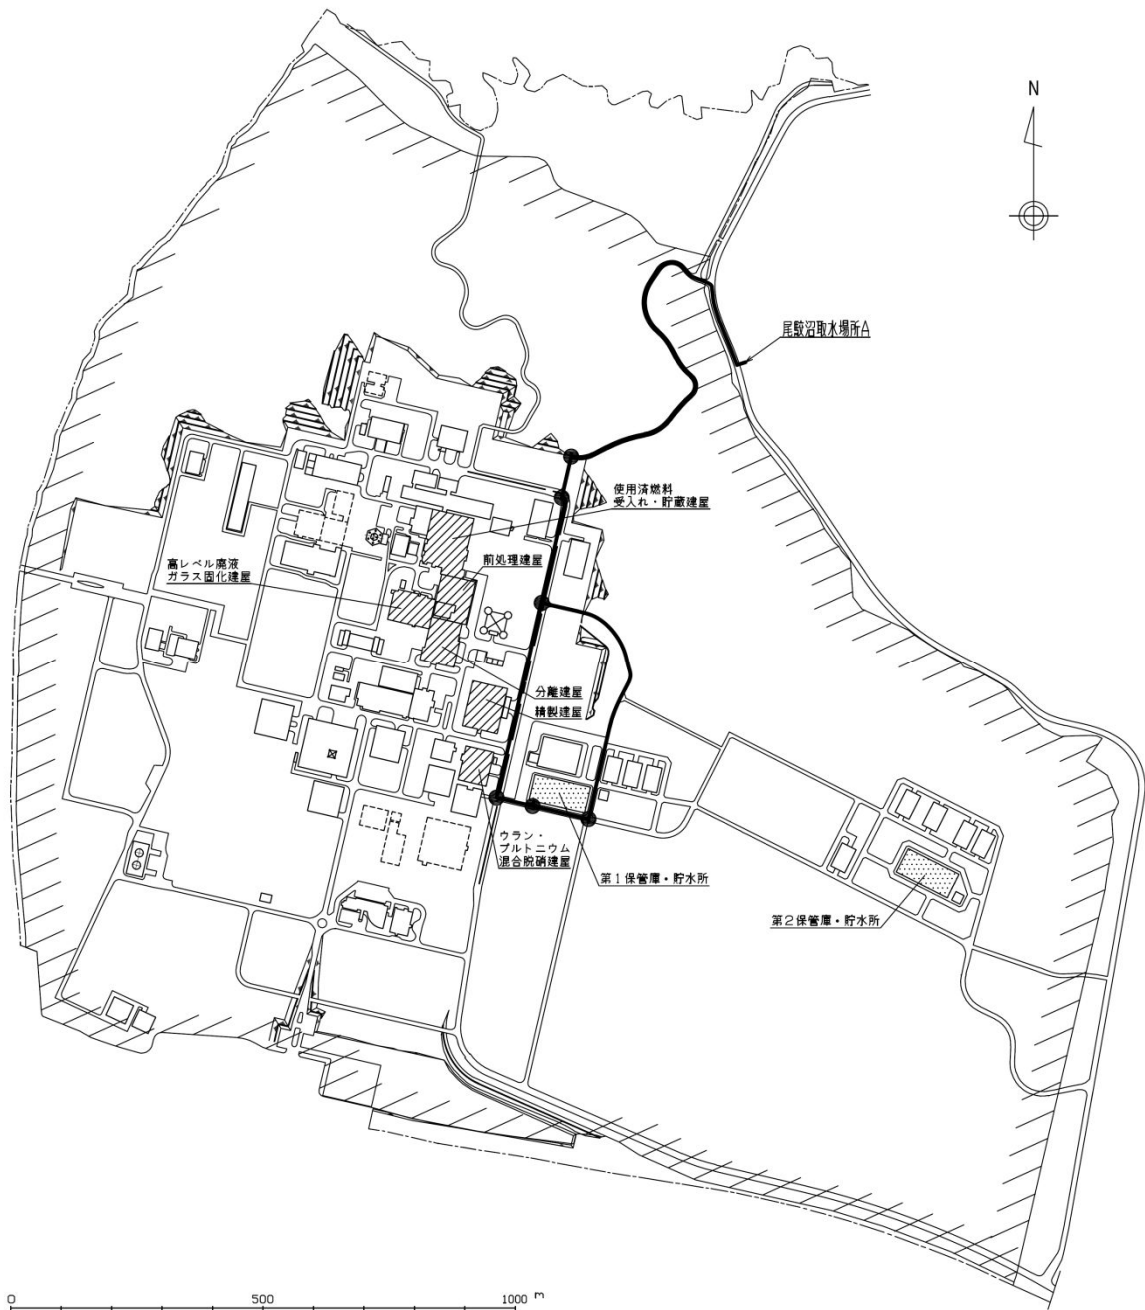 N
尾駮沼取水場所A
使用済燃料
受入れ・貯蔵建屋
前処理建屋
高レベル廃液
ガラス固化建屋
分離建屋
精製建屋
ウラン・
プルトニウム
混合脱硝建屋
第1保管庫・貯水所
第2保管庫・貯水所
0 500 1000 m